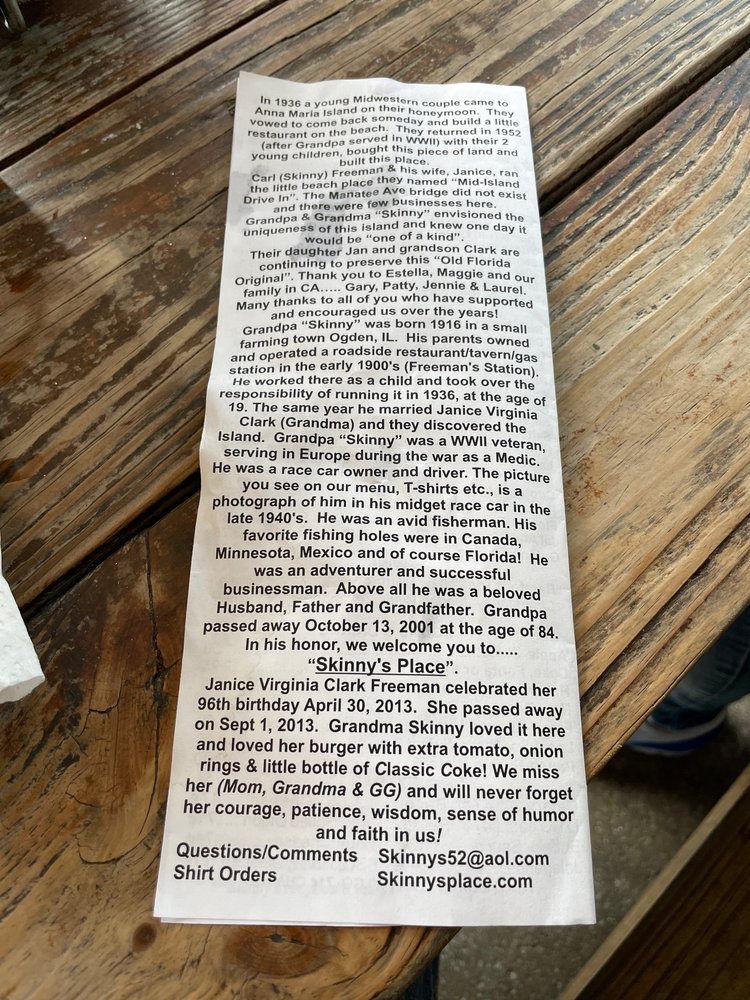 In 1936 a young Midwestern couple came to
Anna Maria Island on their honeymoon. They
vowed to come back someday and build a little
restaurant on the beach. They returned in 1952
(after Grandpa served in WWII) with their 2
young children, bought this piece of land and
built this place.
Carl (Skinny) Freeman & his wife, Janice, ran
the little beach place they named "Mid-Island
Drive In". The Manatee Ave bridge did not exist
and there were few businesses here.
Grandpa & Grandma "Skinny" envisioned the
uniqueness of this island and knew one day it
would be "one of a kind".
Their daughter Jan and grandson Clark are
continuing to preserve this "Old Florida
Original". Thank you to Estella, Maggie and our
family in CA..... Gary, Patty, Jennie & Laurel.
Many thanks to all of you who have supported
and encouraged us over the years!
Grandpa "Skinny" was born 1916 in a small
farming town Ogden, IL. His parents owned
and operated a roadside restaurant/tavern/gas
station in the early 1900's (Freeman's Station).
He worked there as a child and took over the
responsibility of running it in 1936, at the age of
19. The same year he married Janice Virginia
Clark (Grandma) and they discovered the
Island. Grandpa "Skinny" was a WWII veteran,
serving in Europe during the war as a Medic.
He was a race car owner and driver. The picture
you see on our menu, T-shirts etc., is a
photograph of him in his midget race car in the
late 1940's. He was an avid fisherman. His
favorite fishing holes were in Canada,
Minnesota, Mexico and of course Florida! He
was an adventurer and successful
businessman. Above all he was a beloved
Husband, Father and Grandfather. Grandpa
passed away October 13, 2001 at the age of 84.
In his honor, we welcome you to.....
"Skinny's Place".
Janice Virginia Clark Freeman celebrated her
96th birthday April 30, 2013. She passed away
on Sept 1, 2013. Grandma Skinny loved it here
and loved her burger with extra tomato, onion
rings & little bottle of Classic Coke! We miss
her (Mom, Grandma & GG) and will never forget
her courage, patience, wisdom, sense of humor
and faith in us!
Questions/Comments Skinnys52@aol.com
Shirt Orders Skinnysplace.com